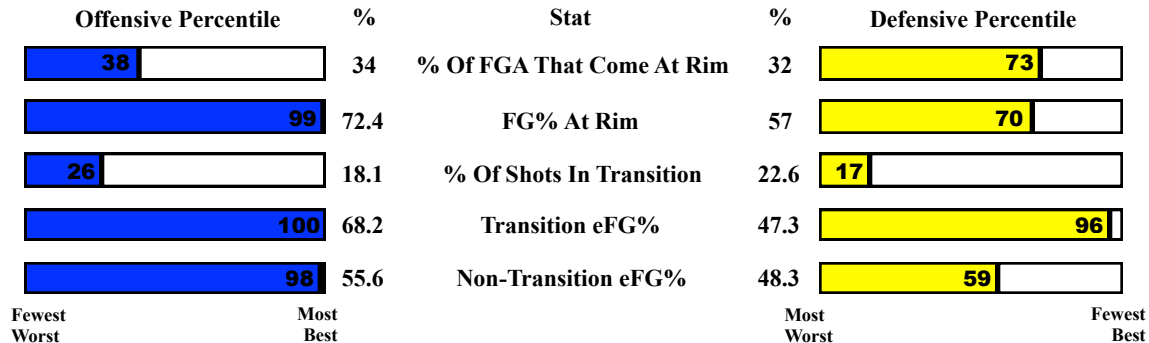 Offensive Percentile % Stat % Defensive Percentile
38 34 % Of FGA That Come At Rim 32 73
99 72.4 FG% At Rim 57 70
26 18.1 % Of Shots In Transition 22.6 17
100 68.2 Transition eFG% 47.3 96
98 55.6 Non-Transition eFG% 48.3 59
Fewest Most Most Fewest
Worst Best Worst Best